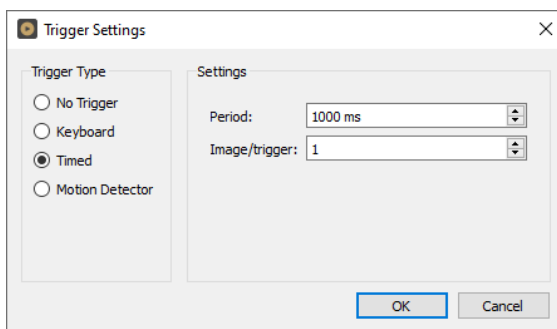 Trigger Settings
Trigger Type
No Trigger
Keyboard
Timed
Motion Detector
Settings
Period: 1000 ms
Image/trigger: 1
OK Cancel